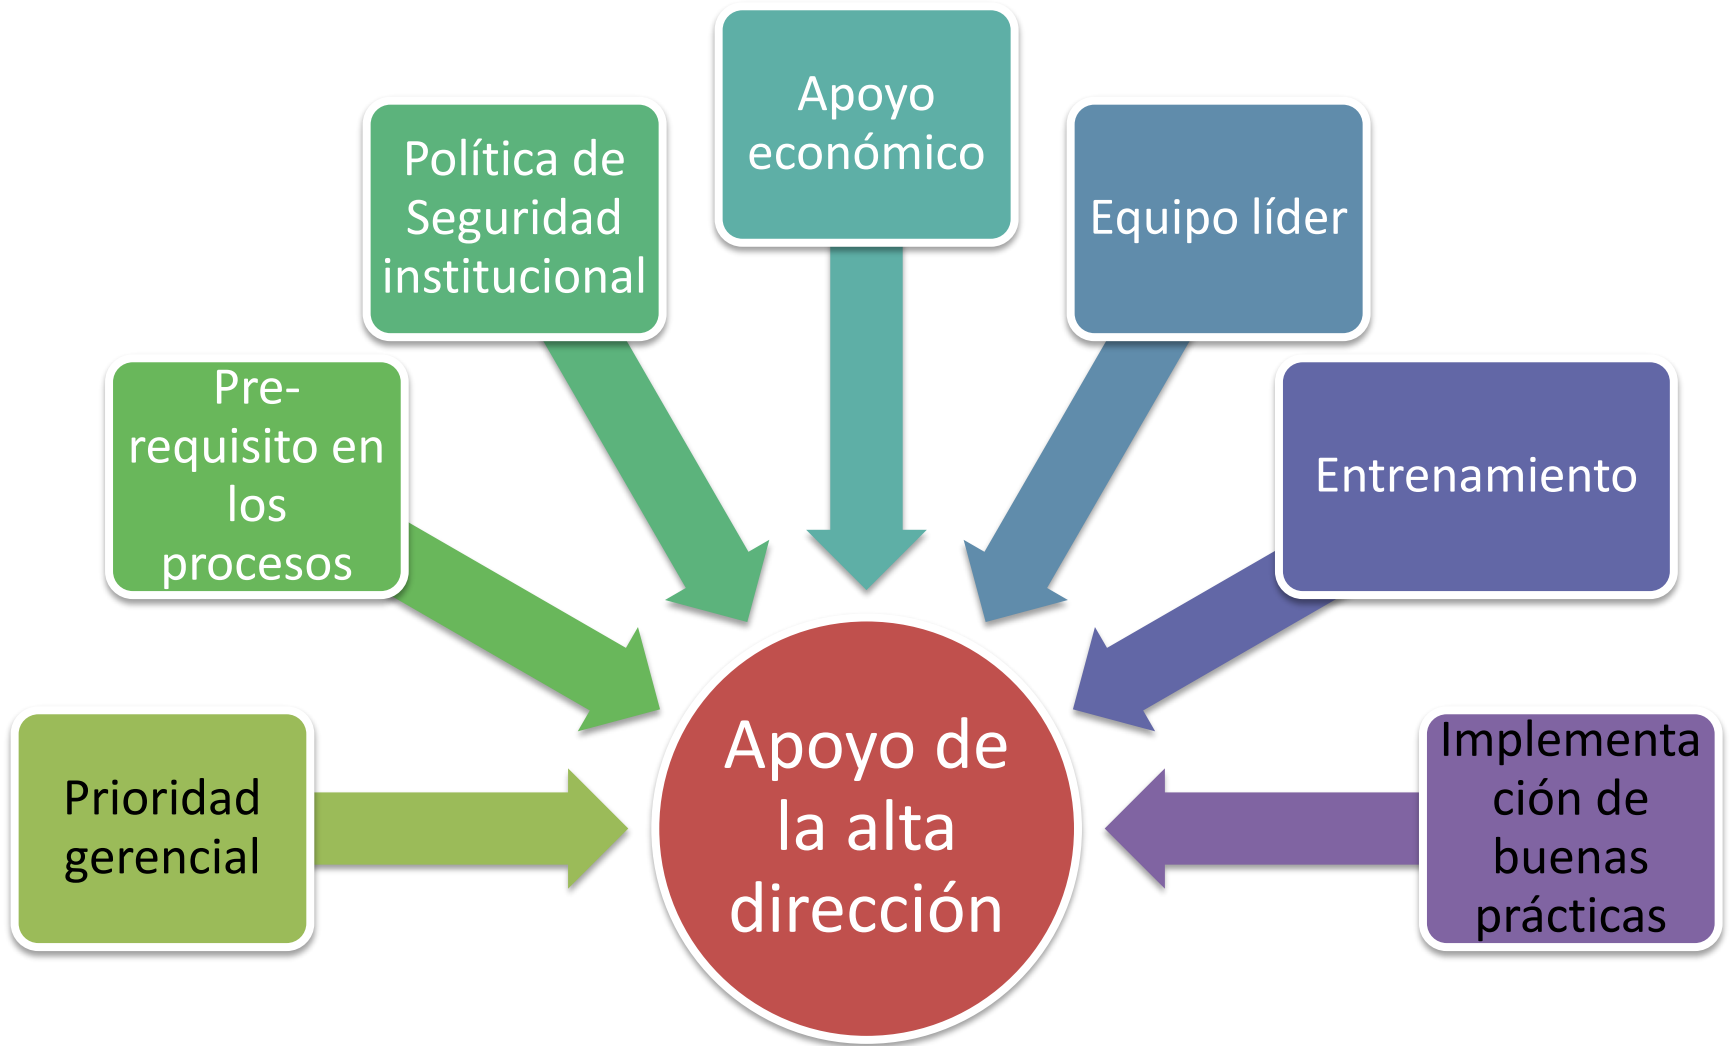 Apoyo
económico
Política de
Seguridad
institucional
Equipo líder
Pre-
requisito en
los
procesos
Entrenamiento
Prioridad
gerencial
Apoyo de
la alta
dirección
Implementa
ción de
buenas
prácticas